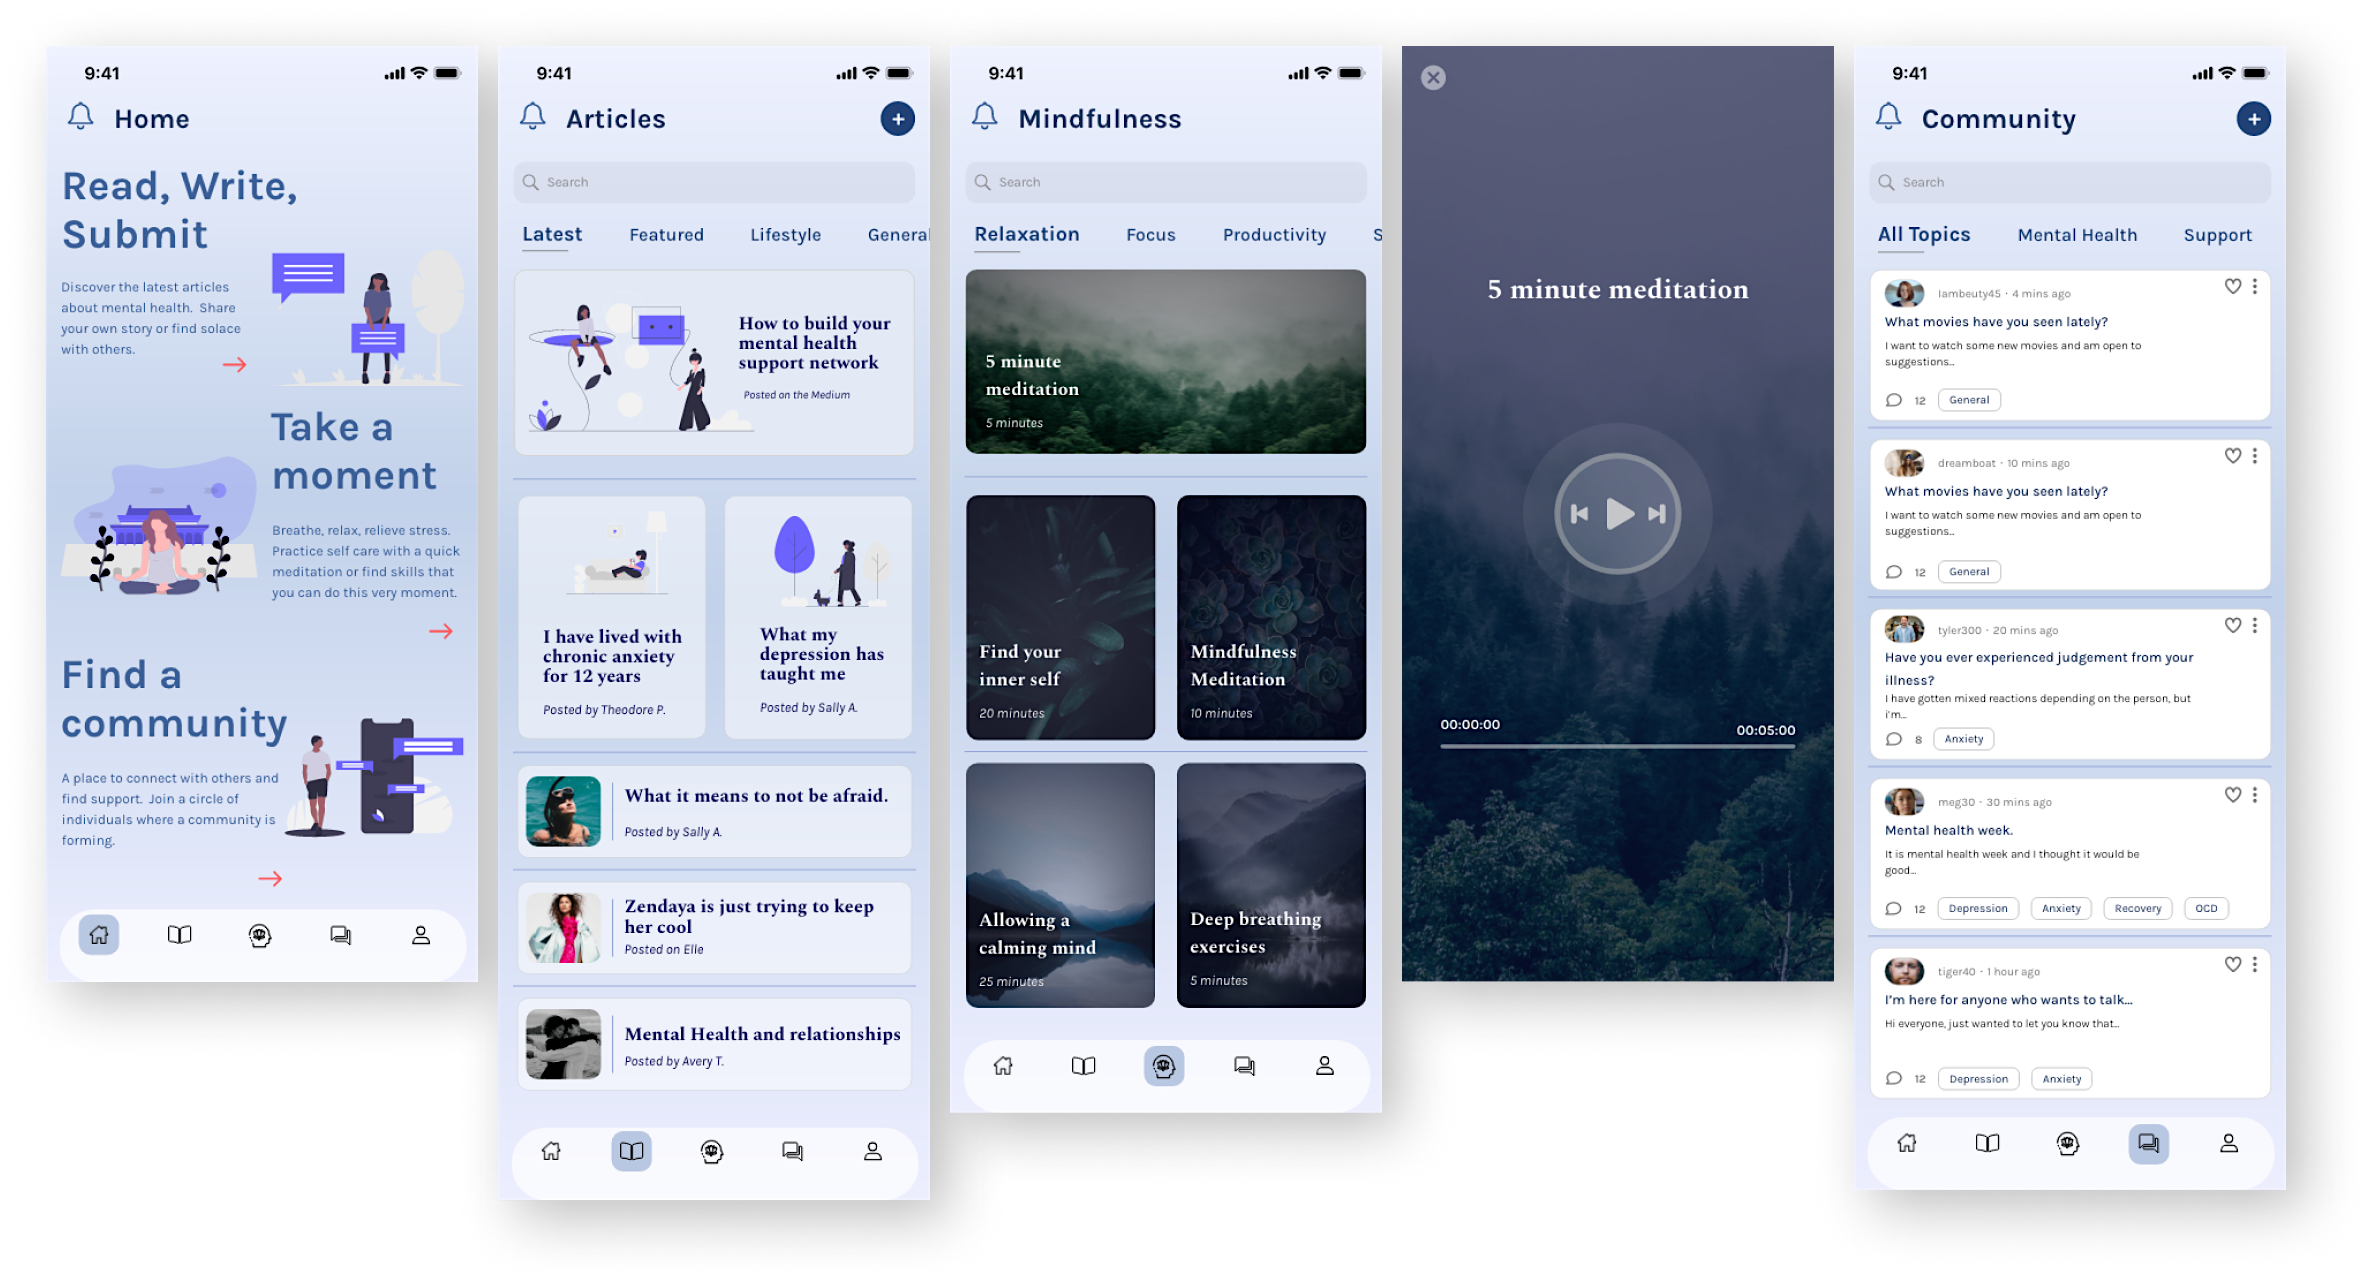 9:41
Home
Read, Write,
Submit
Discover the latest articles
about mental health. Share
your own story or find solace
with others.
Take a
moment
Breathe, relax, relieve stress.
Practice self care with a quick
meditation or find skills that
you can do this very moment.
Find a
community
A place to connect with others and
find support. Join a circle of
individuals where a community is
forming.
9:41
Articles
Search
Latest Featured Lifestyle General
How to build your
mental health
support network
Posted on the Medium
I have lived with
chronic anxiety
for 12 years
Posted by Theodore P.
What my
depression has
taught me
Posted by Sally A.
What it means to not be afraid.
Posted by Sally A.
Zendaya is just trying to keep
her cool
Posted on Elle
Mental Health and relationships
Posted by Avery T.
9:41
Mindfulness
Search
Relaxation Focus Productivity S
5 minute
meditation
5 minutes
Find your
inner self
20 minutes
Mindfulness
Meditation
10 minutes
Allowing a
calming mind
25 minutes
Deep breathing
exercises
5 minutes
5 minute meditation
00:00:00
00:05:00
9:41
Community
Search
All Topics Mental Health Support
Iambeuty45 · 4 mins ago
What movies have you seen lately?
I want to watch some new movies and am open to
suggestions...
12 General
dreamboat · 10 mins ago
What movies have you seen lately?
I want to watch some new movies and am open to
suggestions...
12 General
tyler300 · 20 mins ago
Have you ever experienced judgement from your
illness?
I have gotten mixed reactions depending on the person, but
i'm...
8 Anxiety
meg30 · 30 mins ago
Mental health week.
It is mental health week and I thought it would be
good...
12 Depression Anxiety Recovery OCD
tiger40 · 1 hour ago
I'm here for anyone who wants to talk...
Hi everyone, just wanted to let you know that...
12 Depression Anxiety